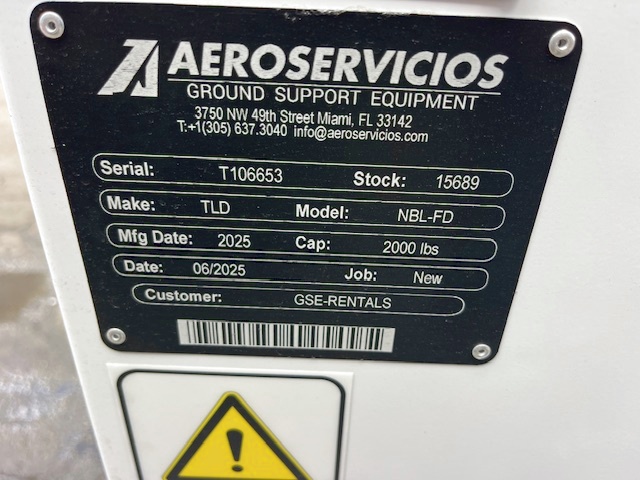 AEROSERVICIOS
GROUND SUPPORT EQUIPMENT
3750 NW 49th Street Miami, FL 33142
T:+1(305) 637.3040 info@aeroservicios.com
Serial: T106653 Stock: 15689
Make: TLD Model: NBL-FD
Mfg Date: 2025 Cap: 2000 lbs
Date: 06/2025 Job: New
Customer: GSE-RENTALS